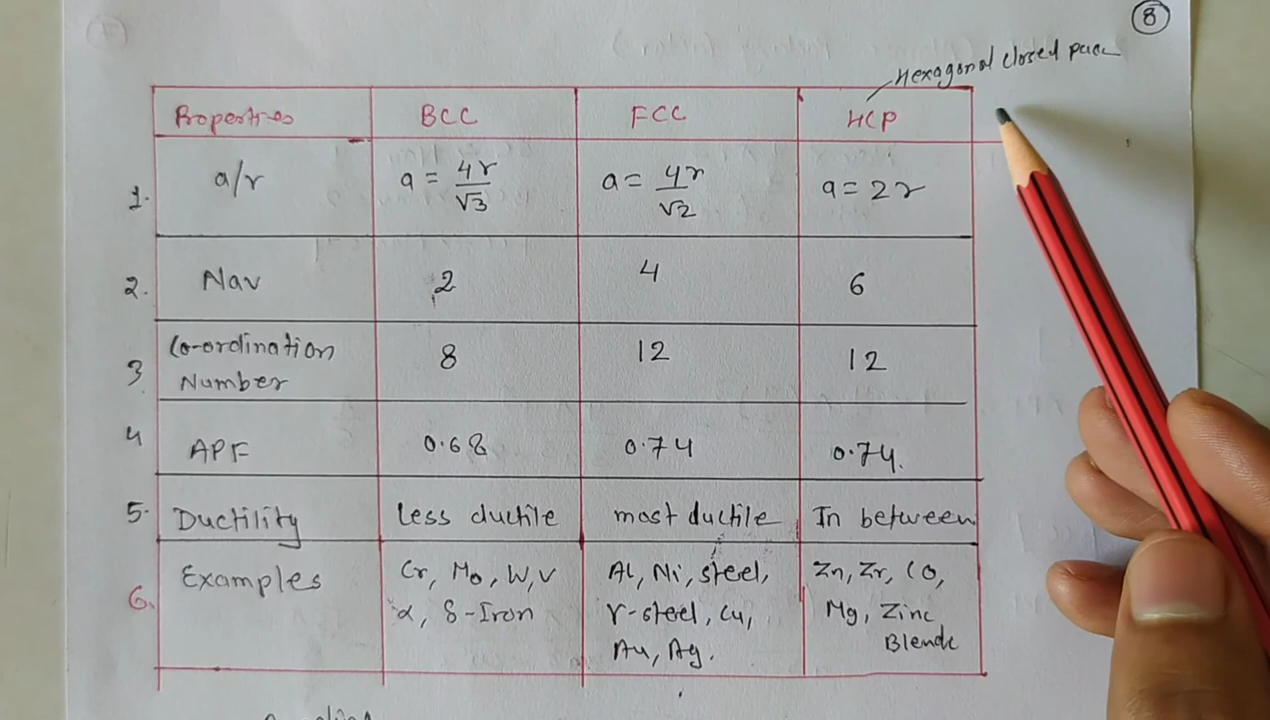 8
Hexagonal closed pac
Properties BCC FCC HCP
1. a/r a = 4r/√3 a = 4r/√2 a = 2r
2. Nav 2 4 6
3. Co-ordination Number 8 12 12
4 APF 0.68 0.74 0.74.
5. Ductility Less ductile most ductile In between
6. Examples Cr, Mo, W, V Al, Ni, steel, Zn, Zr, CO,
α, δ-Iron γ-steel, Cu, Mg, Zinc
Au, Ag. Blende